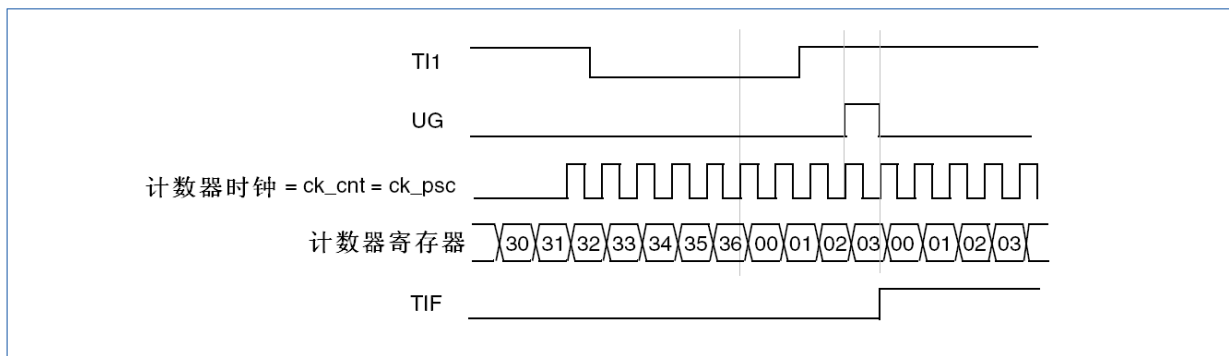 TI1
UG
计数器时钟 = ck_cnt = ck_psc
计数器寄存器 30 31 32 33 34 35 36 00 01 02 03 00 01 02 03
TIF